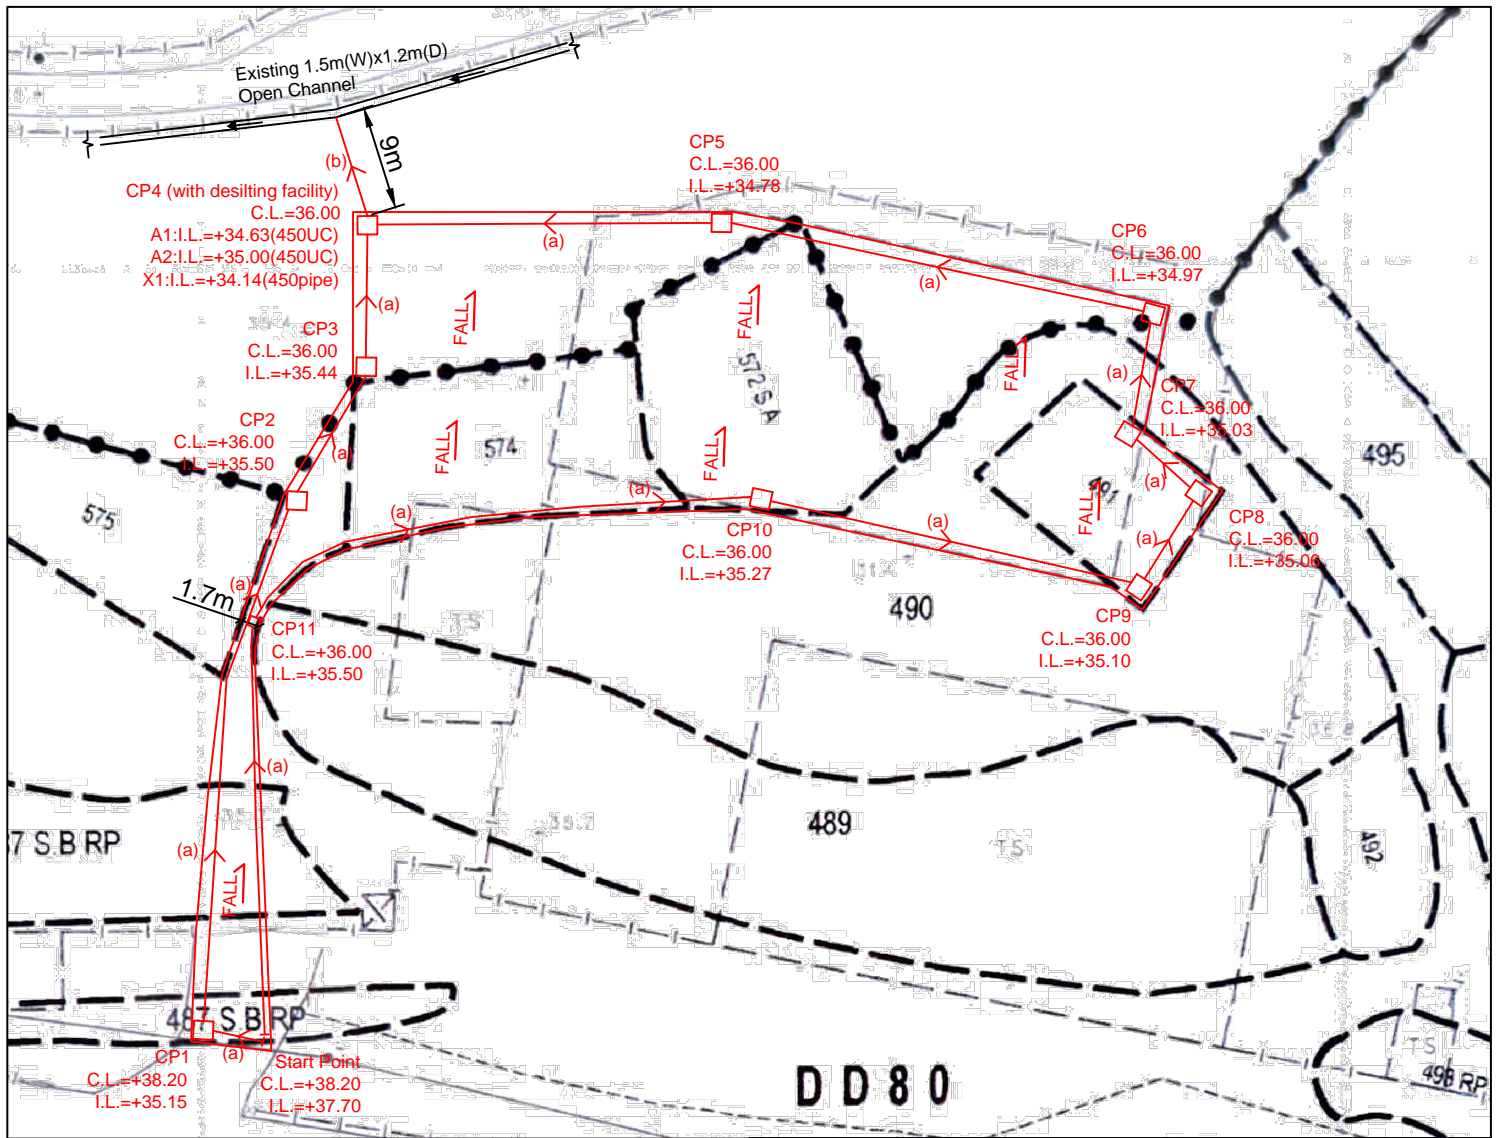 Existing 1.5m(W)x1.2m(D)
Open Channel
9m
(b)
CP4 (with desilting facility)
C.L.=36.00
A1:I.L.=+34.63(450UC)
A2:I.L.=+35.00(450UC)
X1:I.L.=+34.14(450pipe)
CP5
C.L.=36.00
I.L.=+34.78
(a)
CP6
C.L.=36.00
I.L.=+34.97
(a)
(a)
FALL
FALL
CP3
C.L.=36.00
I.L.=+35.44
572 S.A
FALL
(a)
CP7
C.L.=36.00
I.L.=+35.03
CP2
C.L.=+36.00
I.L.=+35.50
(a)
FALL
574
FALL
495
(a)
491
FALL
575
(a)
(a)
CP10
C.L.=36.00
I.L.=+35.27
(a)
(a)
CP8
C.L.=36.00
I.L.=+35.06
1.7m
(a)
CP11
C.L.=+36.00
I.L.=+35.50
490
CP9
C.L.=36.00
I.L.=+35.10
(a)
489
7 S.B RP
(a)
FALL
492
487 S.B RP
(a)
CP1
C.L.=+38.20
I.L.=+35.15
Start Point
C.L.=+38.20
I.L.=+37.70
D D 8 0
T S
49B RP